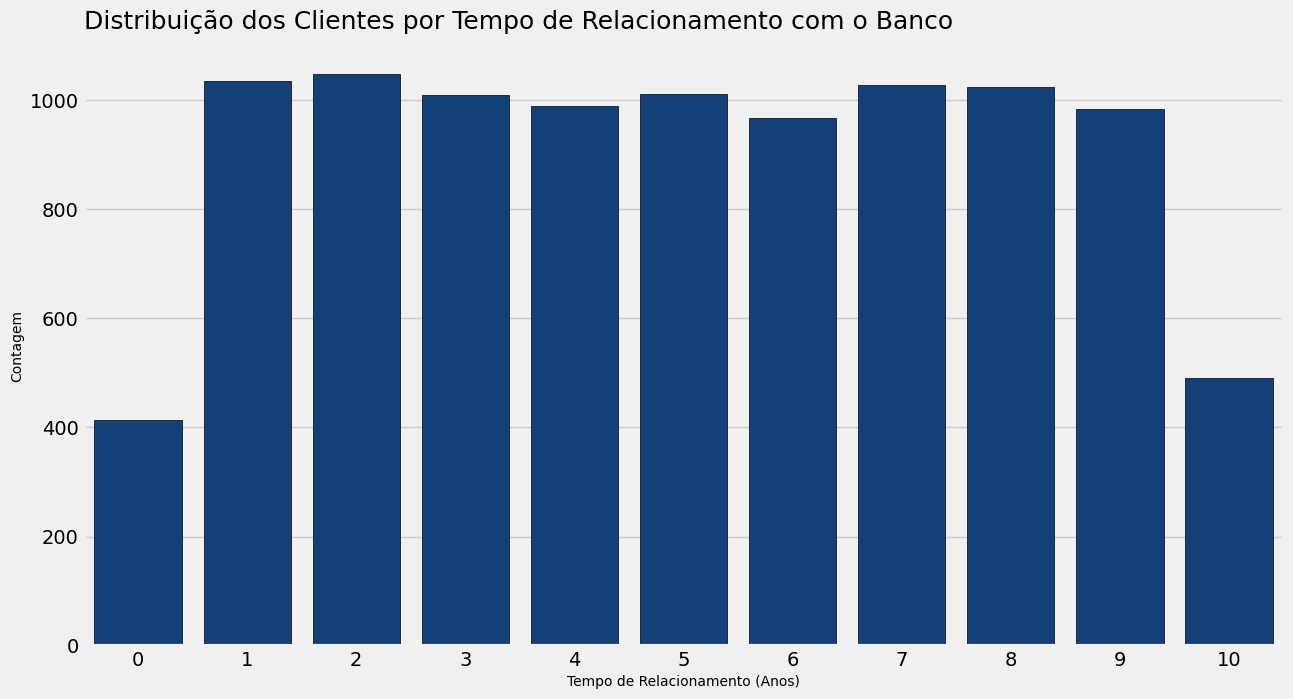 Distribuição dos Clientes por Tempo de Relacionamento com o Banco
1000
800
600
400
200
0
Contagem
0 1 2 3 4 5 6 7 8 9 10
Tempo de Relacionamento (Anos)